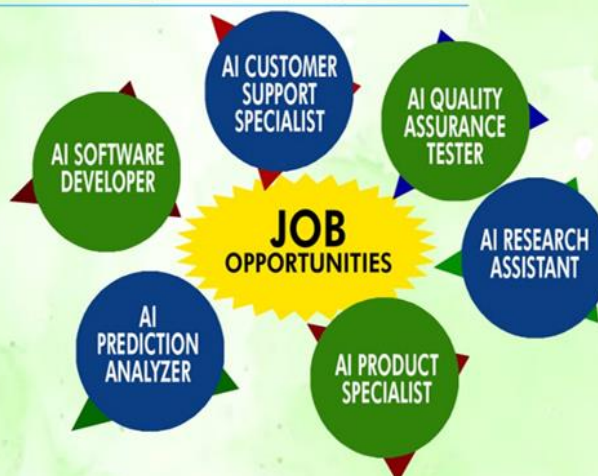 AI CUSTOMER
SUPPORT
SPECIALIST
AI QUALITY
ASSURANCE
TESTER
AI SOFTWARE
DEVELOPER
JOB
OPPORTUNITIES
AI RESEARCH
ASSISTANT
AI
PREDICTION
ANALYZER
AI PRODUCT
SPECIALIST